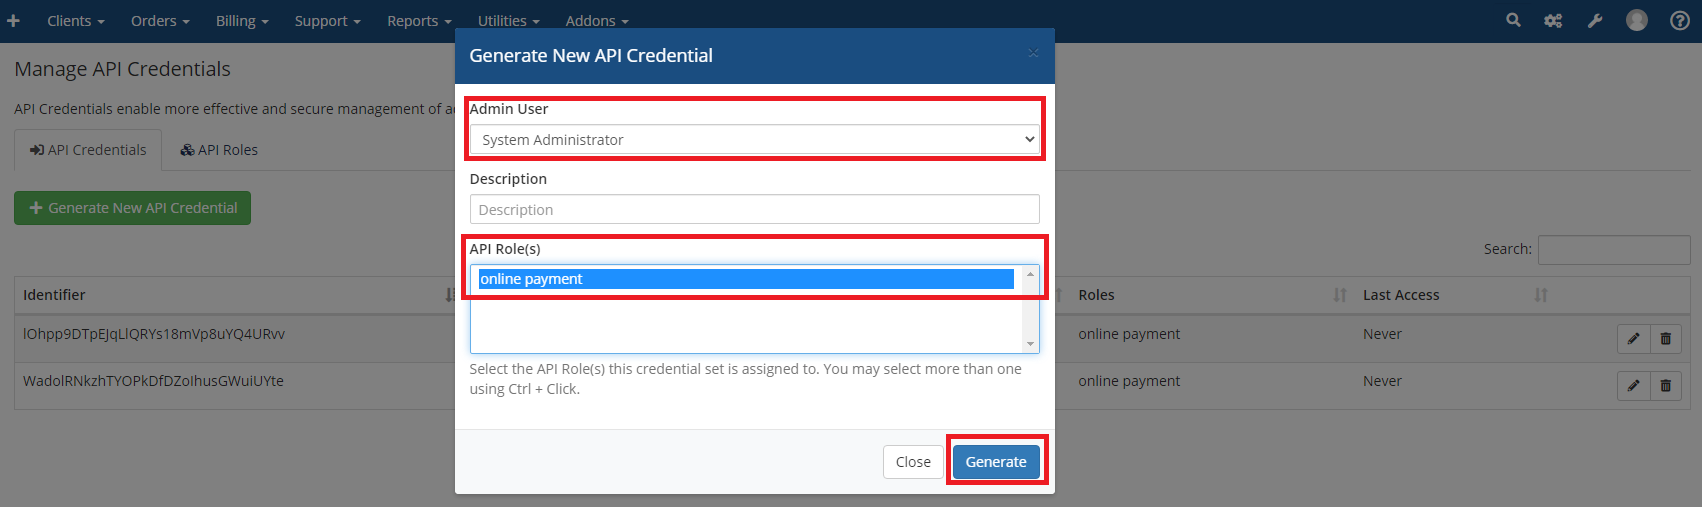 Clients Orders Billing Support Reports Utilities Addons
Generate New API Credential
Manage API Credentials
API Credentials enable more effective and secure management of a
API Credentials API Roles
Generate New API Credential
Admin User
System Administrator
Description
Description
API Role(s)
online payment
Select the API Role(s) this credential set is assigned to. You may select more than one
using Ctrl + Click.
Close Generate
Search:
Identifier Roles Last Access
lOhpp9DTpEJqLlQRYs18mVp8uYQ4URvv online payment Never
WadolRNkzhTYOPkDfDZoIhusGWuiUYte online payment Never